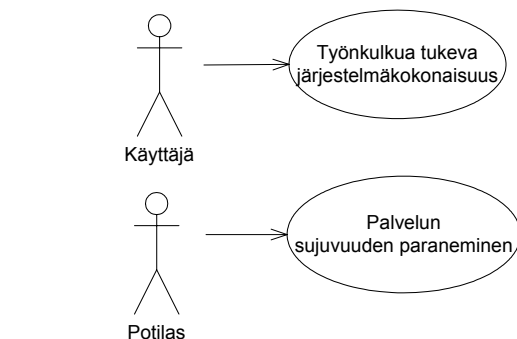 Työnkulkua tukeva
järjestelmäkokonaisuus
Käyttäjä
Palvelun
sujuvuuden paraneminen
Potilas